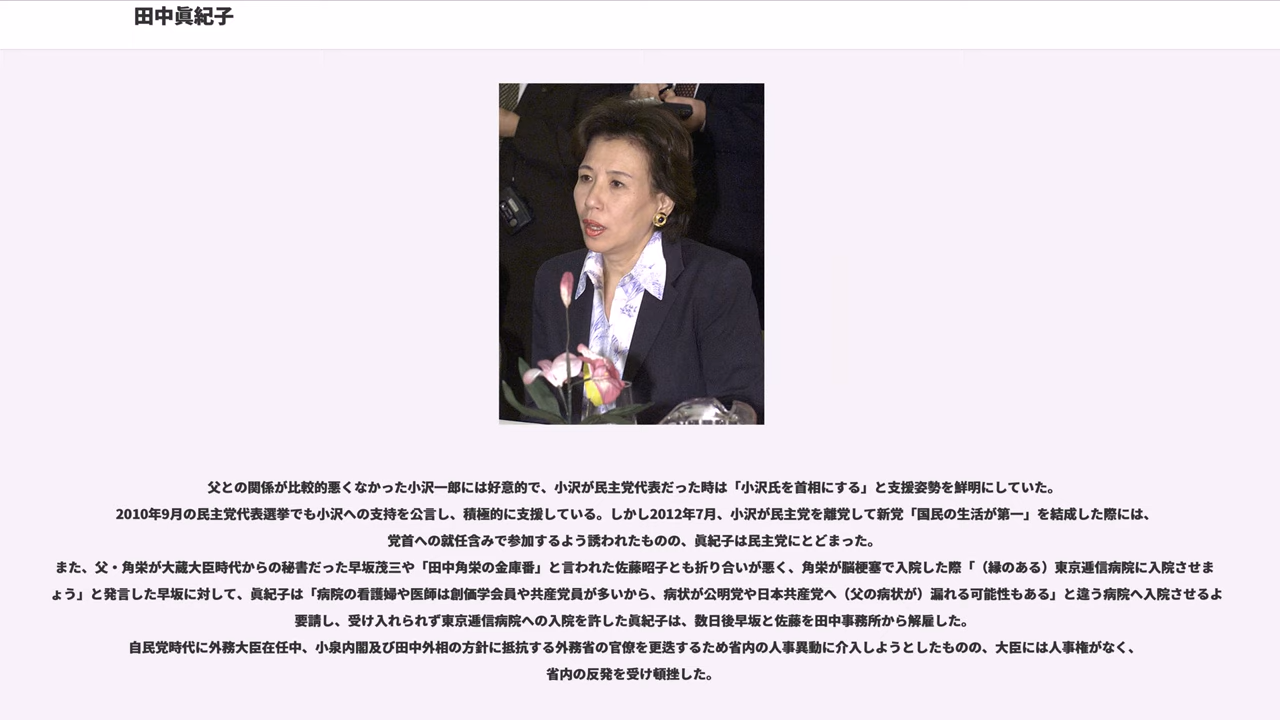 田中眞紀子
父との関係が比較的悪くなかった小沢一郎には好意的で、小沢が民主党代表だった時は「小沢氏を首相にする」と支援姿勢を鮮明にしていた。
2010年9月の民主党代表選挙でも小沢への支持を公言し、積極的に支援している。しかし2012年7月、小沢が民主党を離党して新党「国民の生活が第一」を結成した際には、
党首への就任含みで参加するよう誘われたものの、眞紀子は民主党にとどまった。
また、父・角栄が大蔵大臣時代からの秘書だった早坂茂三や「田中角栄の金庫番」と言われた佐藤昭子とも折り合いが悪く、角栄が脳梗塞で入院した際「（縁のある）東京逓信病院に入院させま
ょう」と発言した早坂に対して、眞紀子は「病院の看護婦や医師は創価学会員や共産党員が多いから、病状が公明党や日本共産党へ（父の病状が）漏れる可能性もある」と違う病院へ入院させるよ
要請し、受け入れられず東京逓信病院への入院を許した眞紀子は、数日後早坂と佐藤を田中事務所から解雇した。
自民党時代に外務大臣在任中、小泉内閣及び田中外相の方針に抵抗する外務省の官僚を更迭するため省内の人事異動に介入しようとしたものの、大臣には人事権がなく、
省内の反発を受け頓挫した。